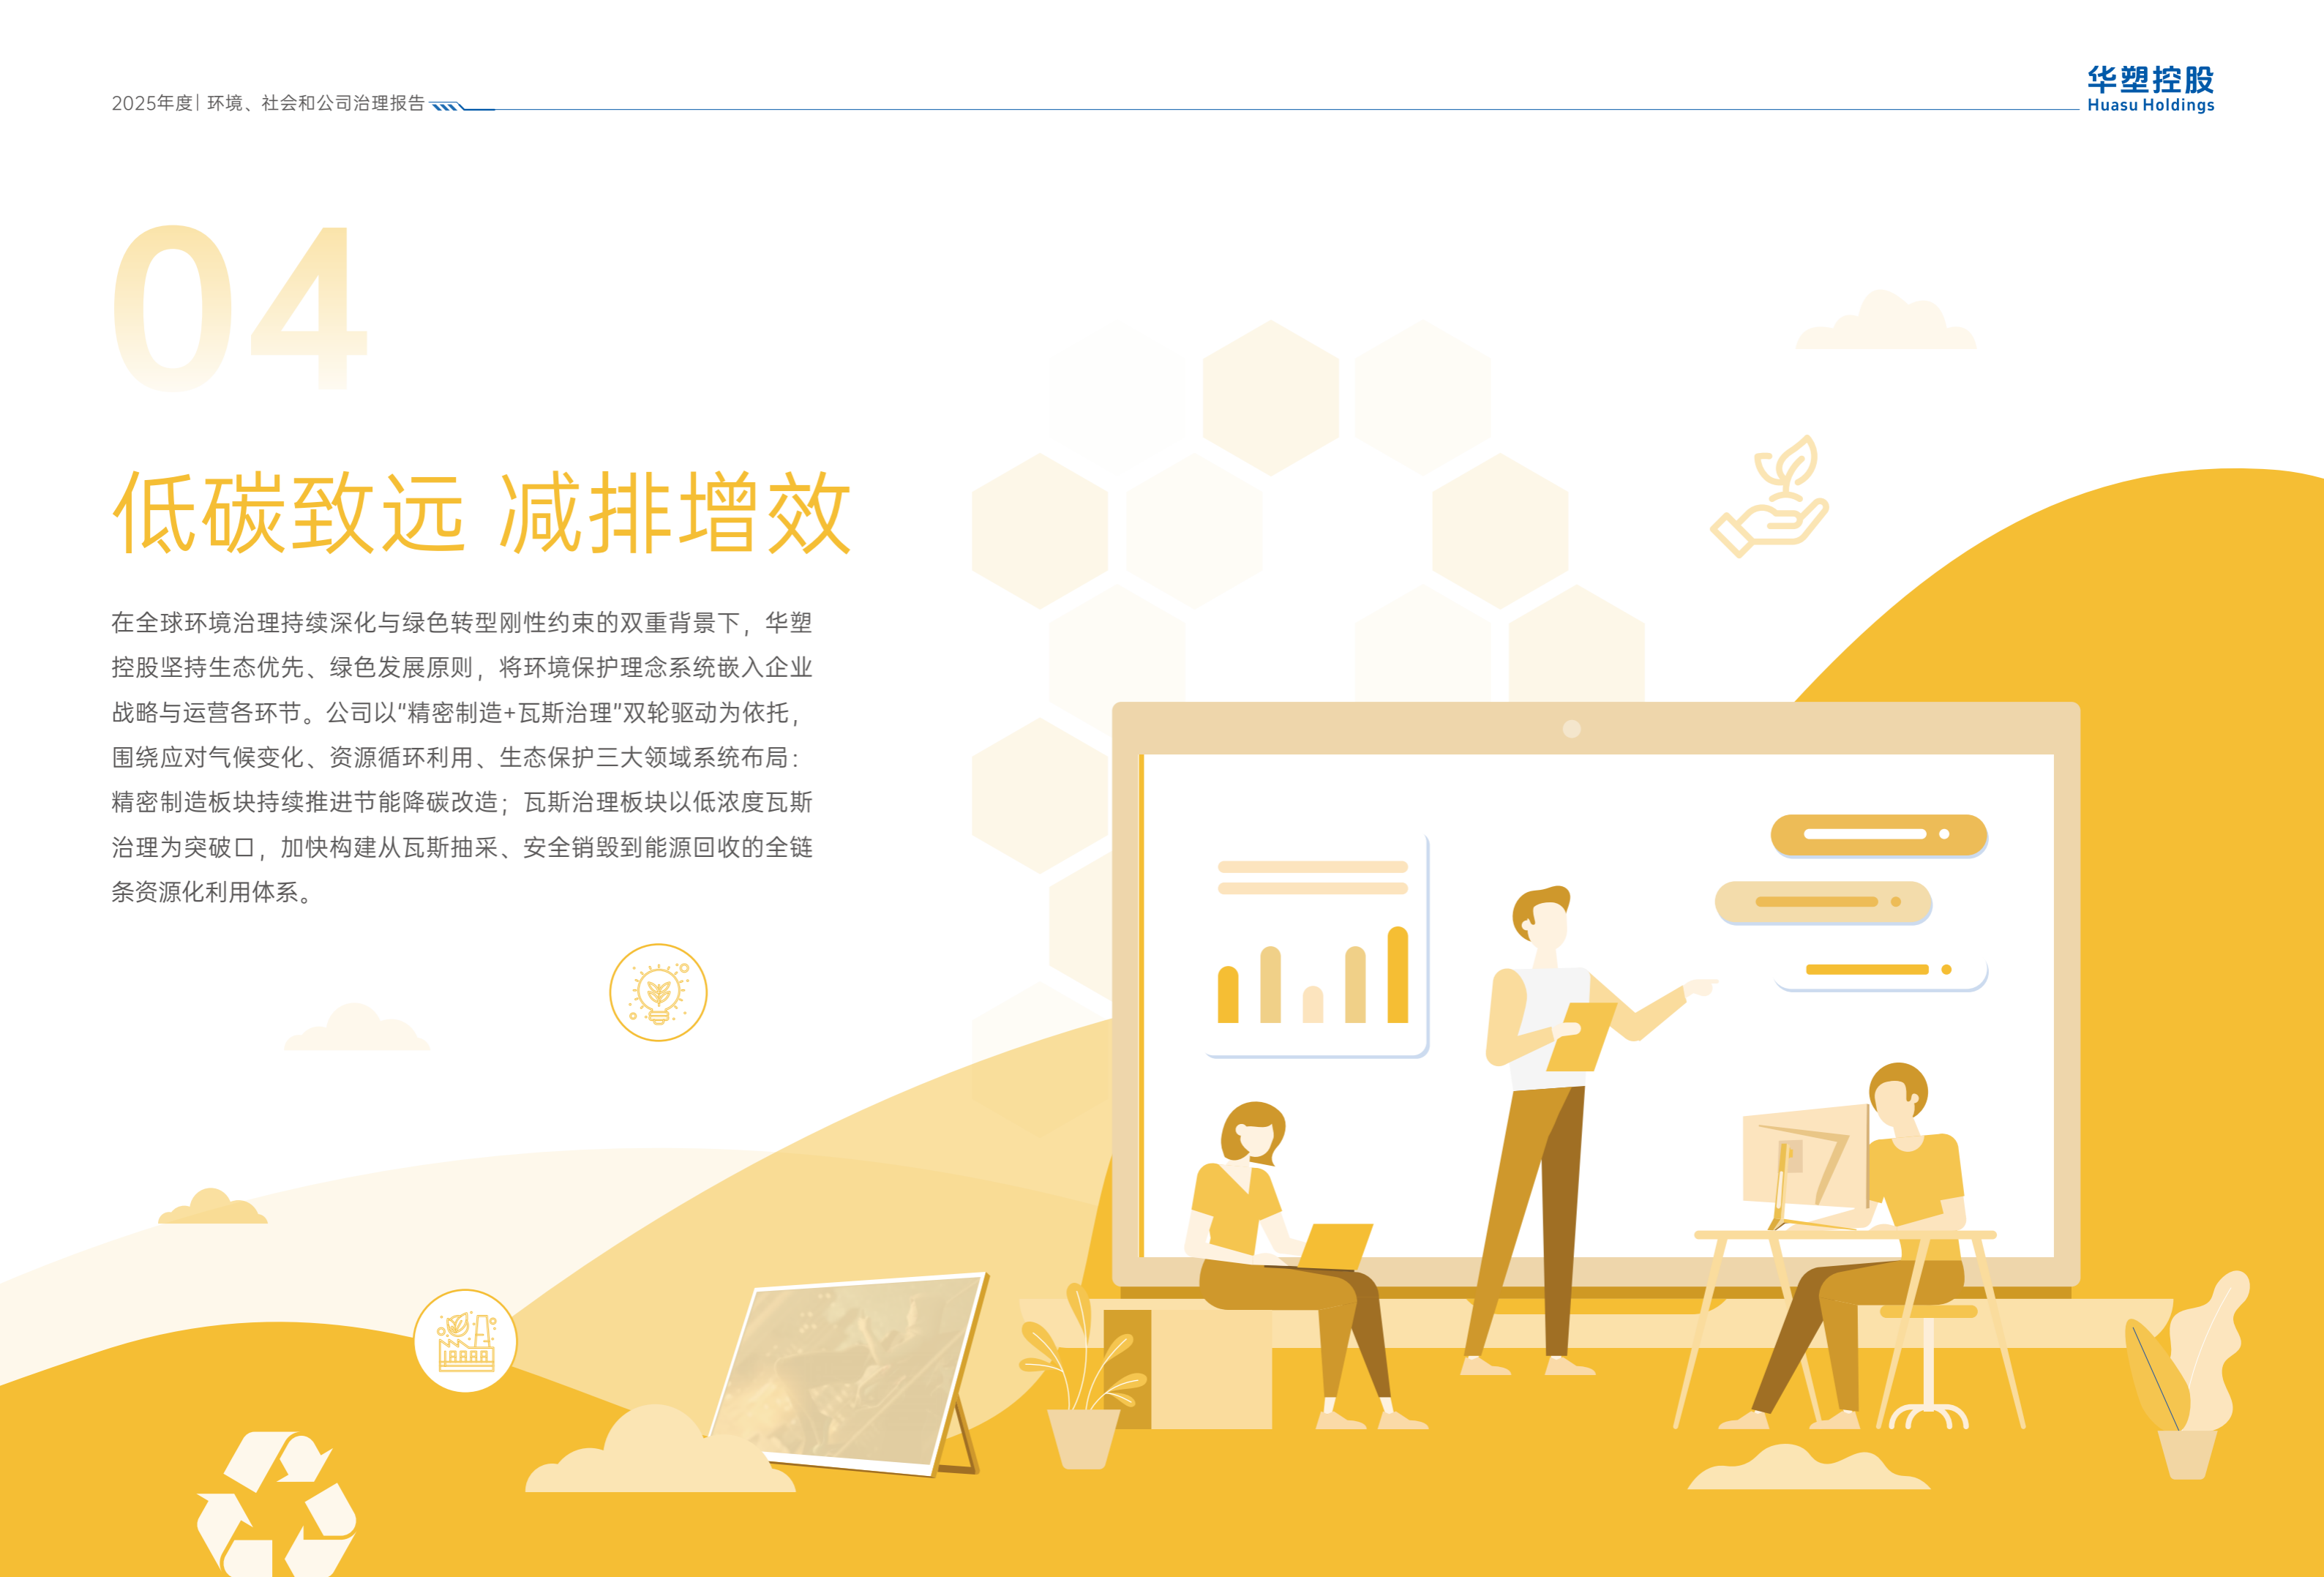 2025年度| 环境、社会和公司治理报告
华塑控股
Huasu Holdings
04
低碳致远 减排增效
在全球环境治理持续深化与绿色转型刚性约束的双重背景下，华塑
控股坚持生态优先、绿色发展原则，将环境保护理念系统嵌入企业
战略与运营各环节。公司以“精密制造+瓦斯治理”双轮驱动为依托，
围绕应对气候变化、资源循环利用、生态保护三大领域系统布局：
精密制造板块持续推进节能降碳改造；瓦斯治理板块以低浓度瓦斯
治理为突破口，加快构建从瓦斯抽采、安全销毁到能源回收的全链
条资源化利用体系。